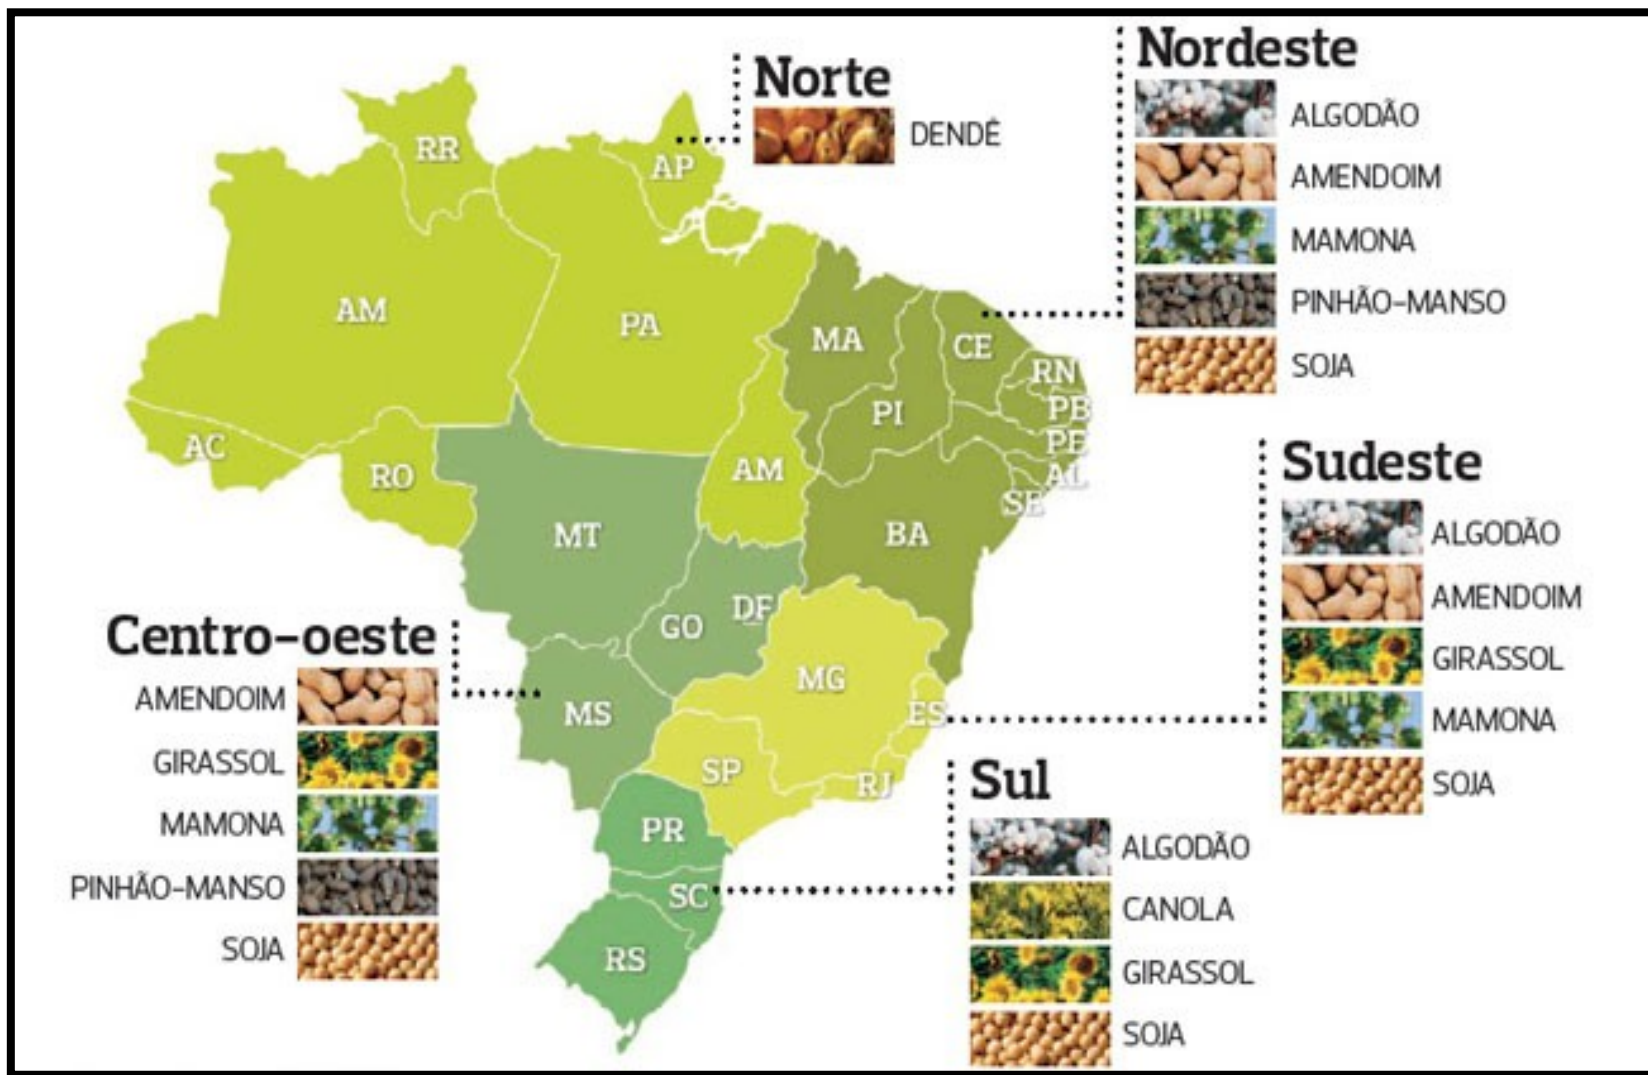 Norte
DENDÊ
Nordeste
ALGODÃO
AMENDOIM
MAMONA
PINHÃO-MANSO
SOJA
RR
AP
AM
PA
MA
CE
RN
PI
PB
PE
AC
RO
AM
AL
SE
MT
BA
GO
DF
MG
MS
ES
SP
RJ
PR
SC
RS
Sudeste
ALGODÃO
AMENDOIM
GIRASSOL
MAMONA
SOJA
Centro-oeste
AMENDOIM
GIRASSOL
MAMONA
PINHÃO-MANSO
SOJA
Sul
ALGODÃO
CANOLA
GIRASSOL
SOJA